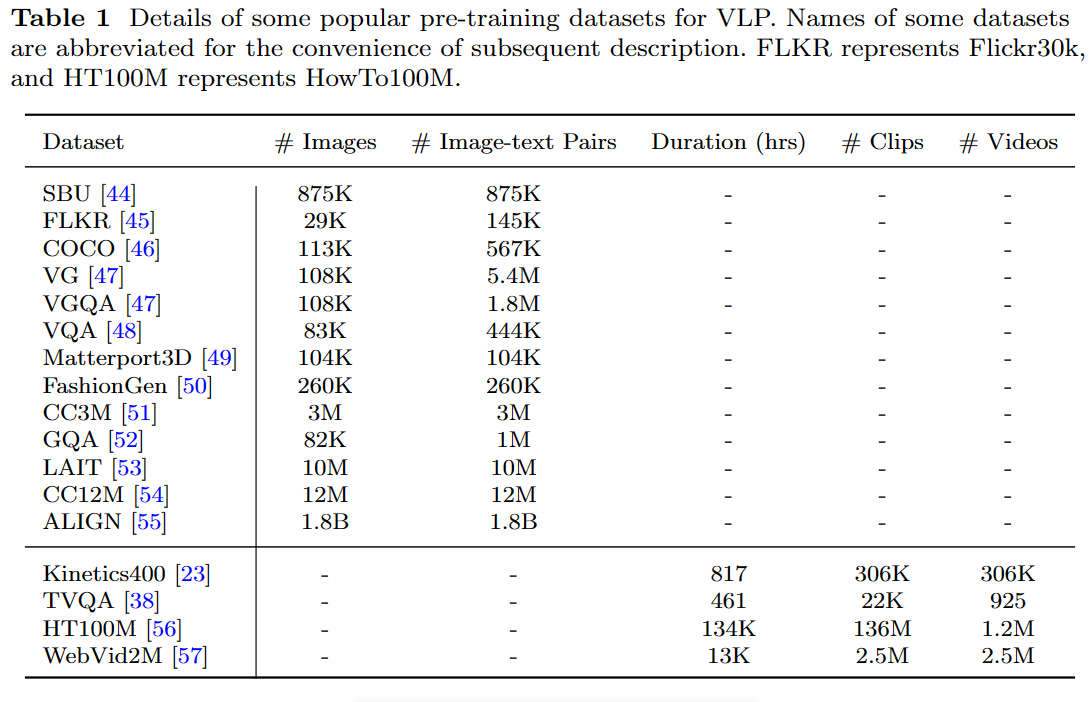 Table 1 Details of some popular pre-training datasets for VLP. Names of some datasets
are abbreviated for the convenience of subsequent description. FLKR represents Flickr30k,
and HT100M represents HowTo100M.
Dataset # Images # Image-text Pairs Duration (hrs) # Clips # Videos
SBU [44] 875K 875K - - -
FLKR [45] 29K 145K - - -
COCO [46] 113K 567K - - -
VG [47] 108K 5.4M - - -
VGQA [47] 108K 1.8M - - -
VQA [48] 83K 444K - - -
Matterport3D [49] 104K 104K - - -
FashionGen [50] 260K 260K - - -
CC3M [51] 3M 3M - - -
GQA [52] 82K 1M - - -
LAIT [53] 10M 10M - - -
CC12M [54] 12M 12M - - -
ALIGN [55] 1.8B 1.8B - - -
Kinetics400 [23] - - 817 306K 306K
TVQA [38] - - 461 22K 925
HT100M [56] - - 134K 136M 1.2M
WebVid2M [57] - - 13K 2.5M 2.5M